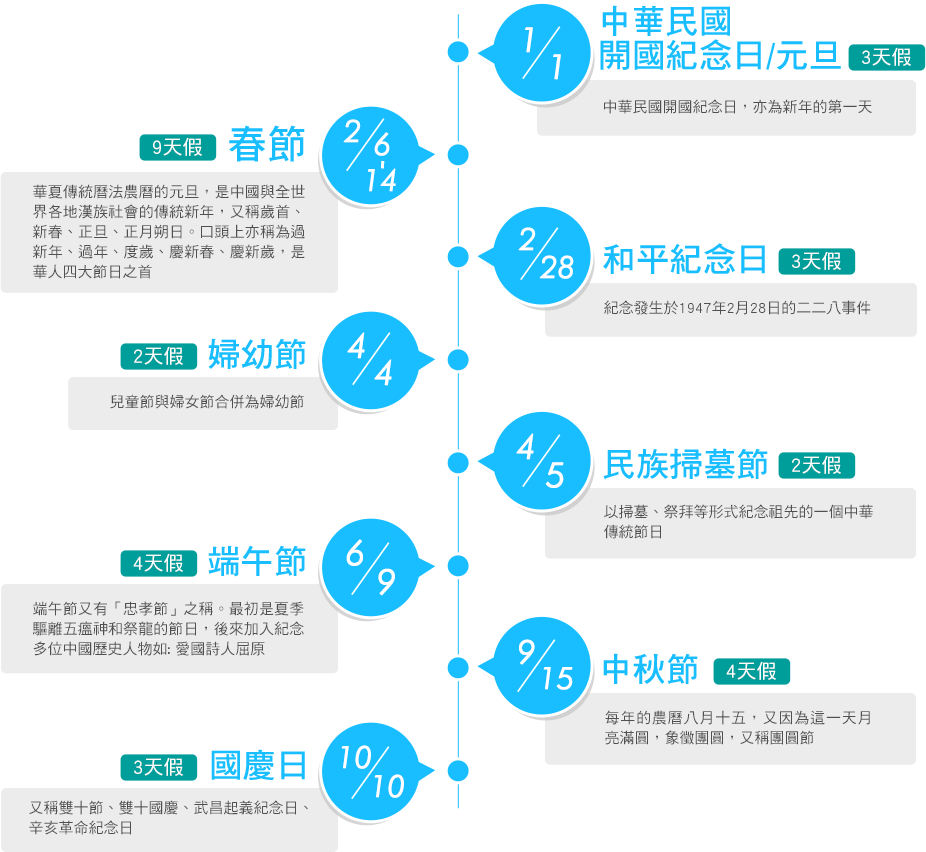 1/1
中華民國
開國紀念日/元旦 3天假
中華民國開國紀念日，亦為新年的第一天
9天假 春節
2/6'14
華夏傳統曆法農曆的元旦，是中國與全世
界各地漢族社會的傳統新年，又稱歲首、
新春、正旦、正月朔日。口頭上亦稱為過
新年、過年、度歲、慶新春、慶新歲，是
華人四大節日之首
2/28
和平紀念日 3天假
紀念發生於1947年2月28日的二二八事件
2天假 婦幼節
4/4
兒童節與婦女節合併為婦幼節
4/5
民族掃墓節 2天假
以掃墓、祭拜等形式紀念祖先的一個中華
傳統節日
4天假 端午節
6/9
端午節又有「忠孝節」之稱。最初是夏季
驅離五瘟神和祭龍的節日，後來加入紀念
多位中國歷史人物如: 愛國詩人屈原
9/15
中秋節 4天假
每年的農曆八月十五，又因為這一天月
亮滿圓，象徵團圓，又稱團圓節
3天假 國慶日
10/10
又稱雙十節、雙十國慶、武昌起義紀念日、
辛亥革命紀念日